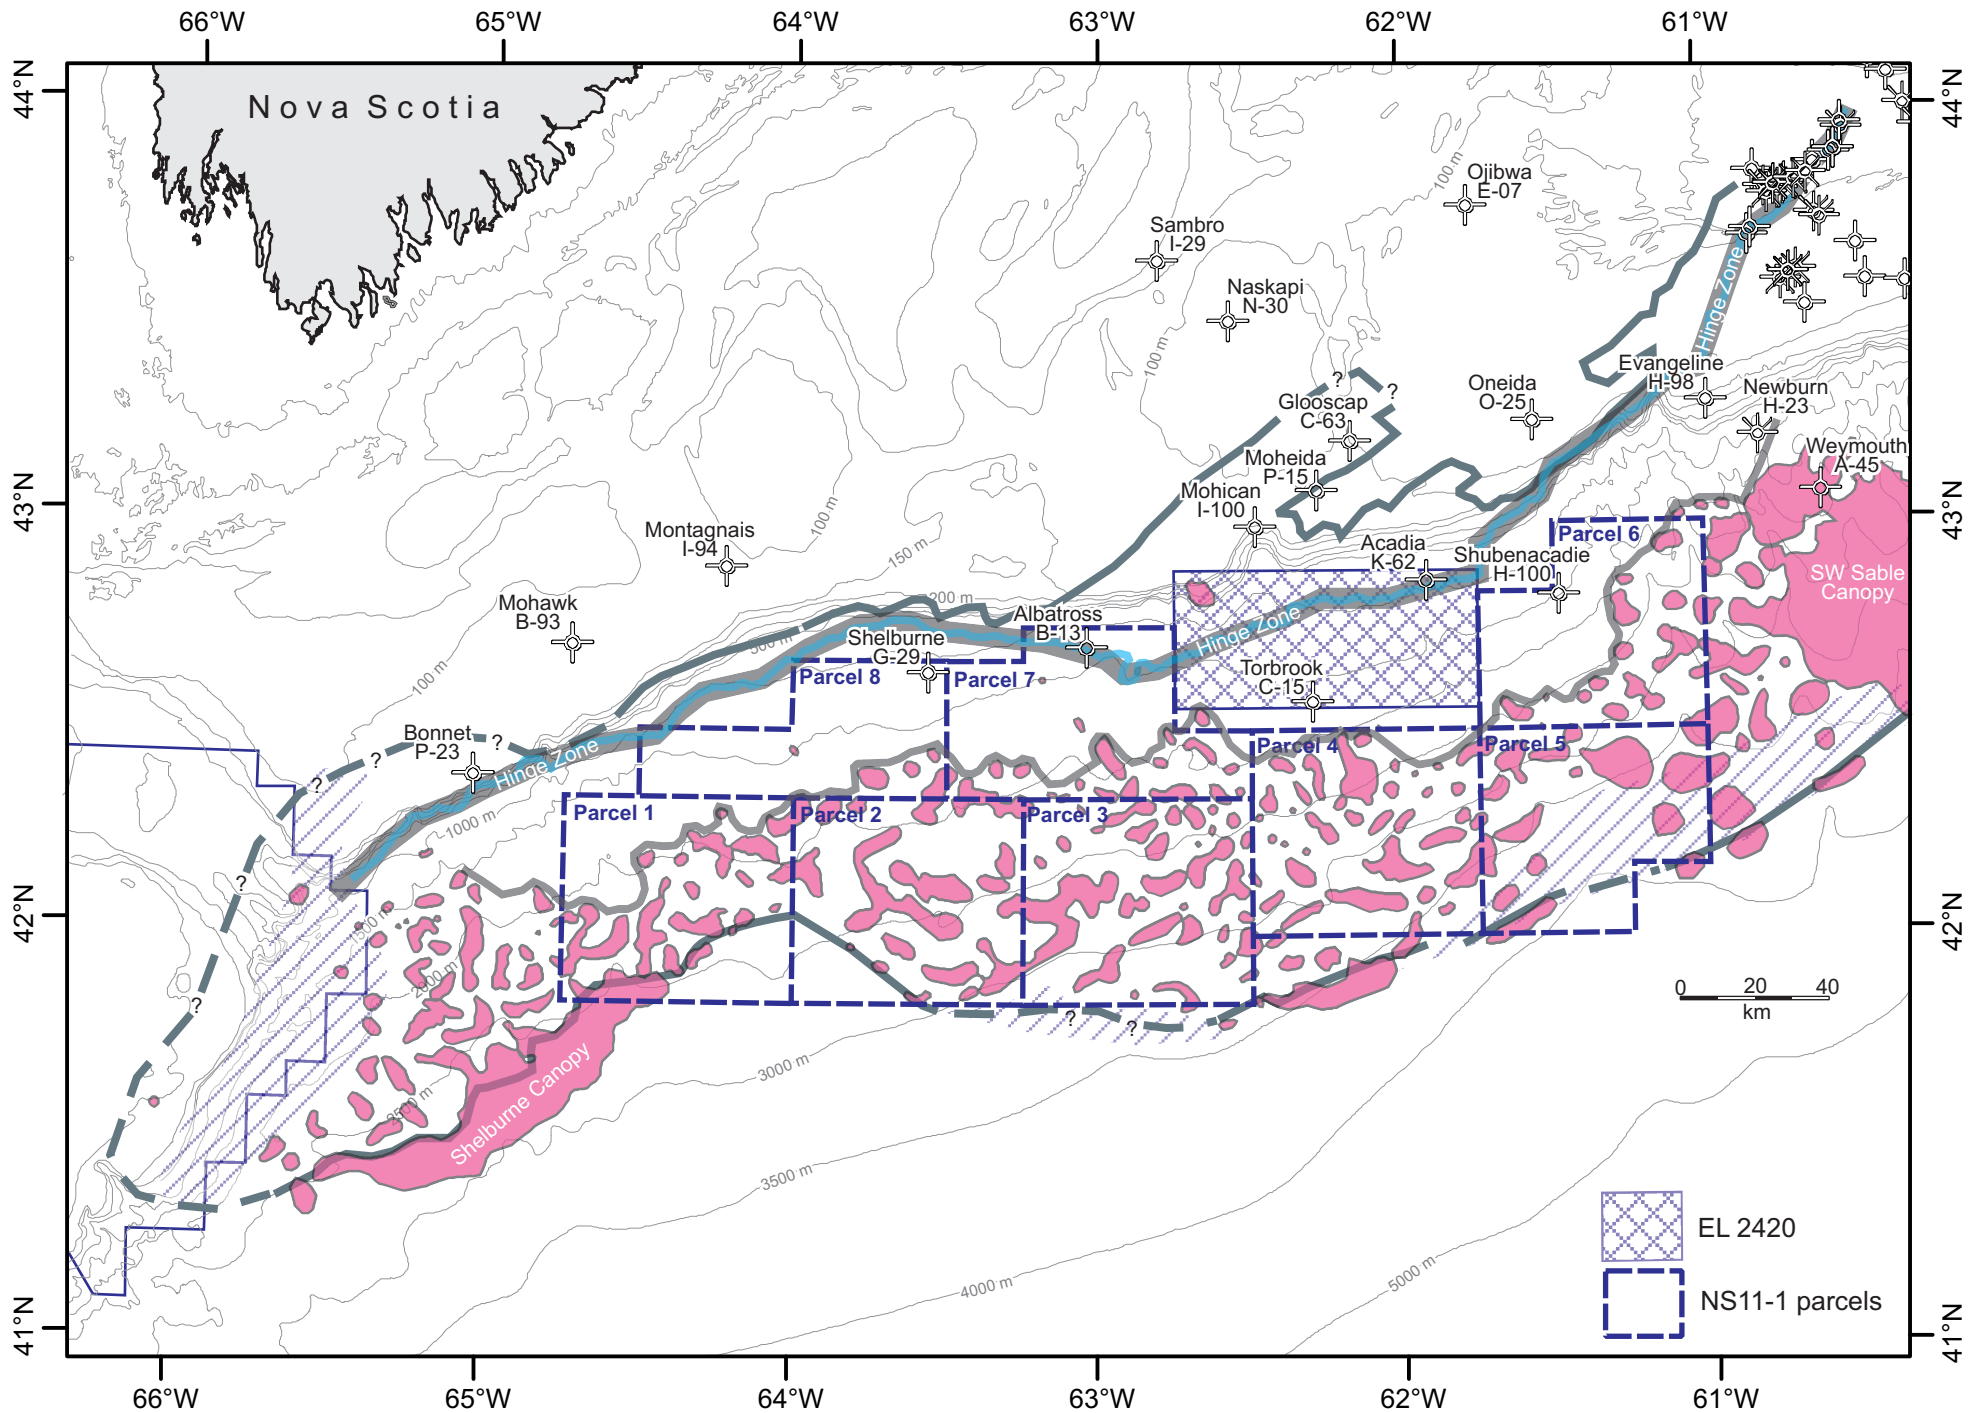 66°W
65°W
64°W
63°W
62°W
61°W
44°N
44°N
Nova Scotia
100 m
Ojibwa
E-07
Sambro
I-29
Naskapi
N-30
Hinge Zone
100 m
?
?
Evangeline
H-98
Oneida
O-25
Newburn
H-23
Glooscap
C-63
Weymouth
A-45
Moheida
P-15
Mohican
I-100
43°N
43°N
100 m
Montagnais
I-94
150 m
Acadia
K-62
Shubenacadie
H-100
Parcel 6
SW Sable
Canopy
Mohawk
B-93
200 m
Albatross
B-13
Hinge Zone
500 m
Shelburne
G-29
100 m
Parcel 8
Parcel 7
Torbrook
C-15
Bonnet
P-23
?
?
?
Hinge Zone
Parcel 4
Parcel 5
1000 m
Parcel 1
Parcel 2
Parcel 3
?
42°N
42°N
1500 m
2000 m
?
0 20 40
km
?
?
3000 m
2500 m
Shelburne Canopy
3500 m
4000 m
5000 m
EL 2420
NS11-1 parcels
41°N
41°N
66°W
65°W
64°W
63°W
62°W
61°W